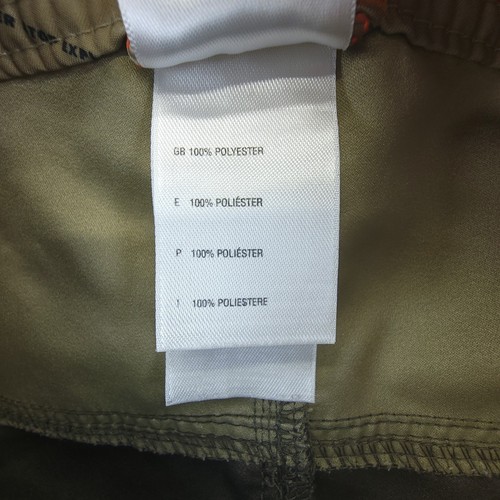 GB 100% POLYESTER
E 100% POLIÉSTER
P 100% POLIÉSTER
I 100% POLIESTERE